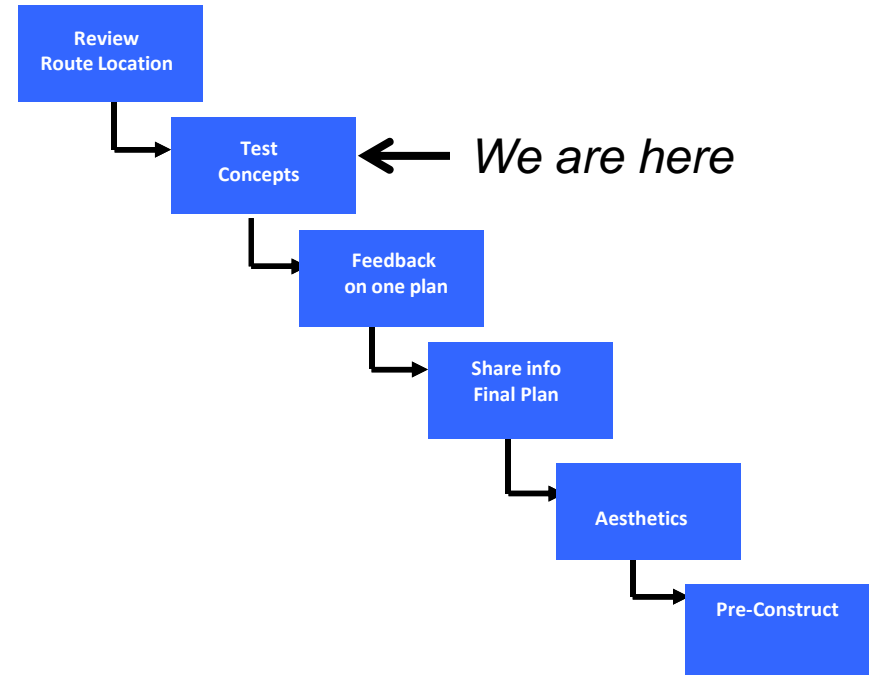 Review
Route Location
Test
Concepts
We are here
Feedback
on one plan
Share info
Final Plan
Aesthetics
Pre-Construct